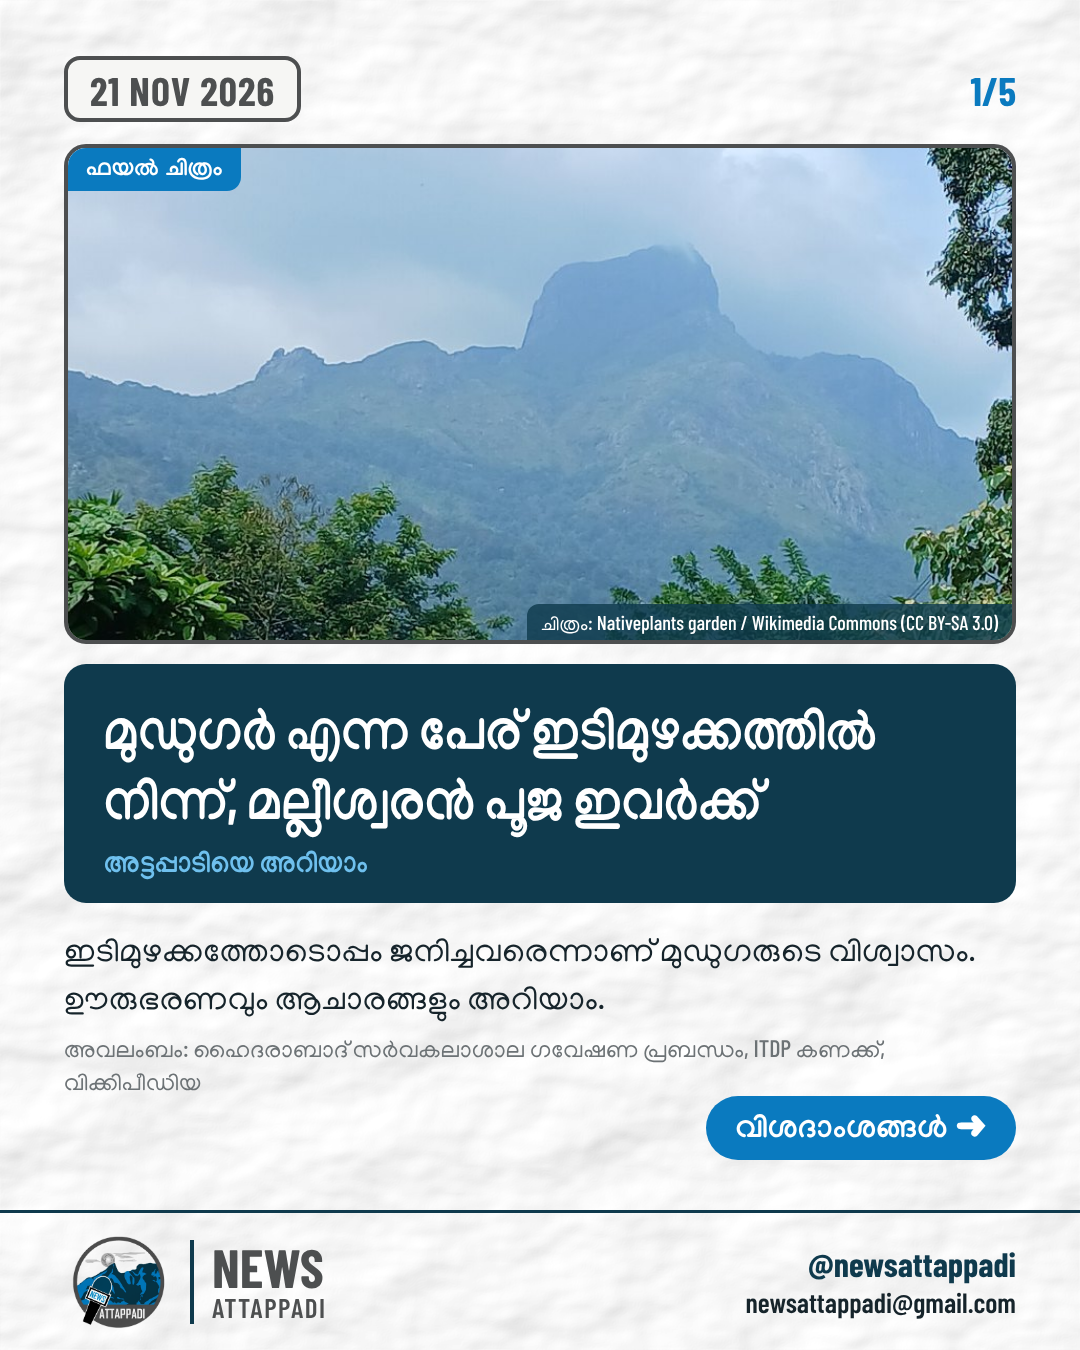 21 NOV 2026
1/5
ഫയൽ ചിത്രം
ചിത്രം: Nativeplants garden / Wikimedia Commons (CC BY-SA 3.0)
മുഡുഗർ എന്ന പേര് ഇടിമുഴക്കത്തിൽ
നിന്ന്, മല്ലീശ്വരൻ പൂജ ഇവർക്ക്
അട്ടപ്പാടിയെ അറിയാം
ഇടിമുഴക്കത്തോടൊപ്പം ജനിച്ചവരെന്നാണ് മുഡുഗരുടെ വിശ്വാസം.
ഊരുഭരണവും ആചാരങ്ങളും അറിയാം.
അവലംബം: ഹൈദരാബാദ് സർവകലാശാല ഗവേഷണ പ്രബന്ധം, ITDP കണക്ക്,
വിക്കിപീഡിയ
വിശദാംശങ്ങൾ ➜
NEWS
ATTAPPADI
NEWS
ATTAPPADI
@newsattappadi
newsattappadi@gmail.com